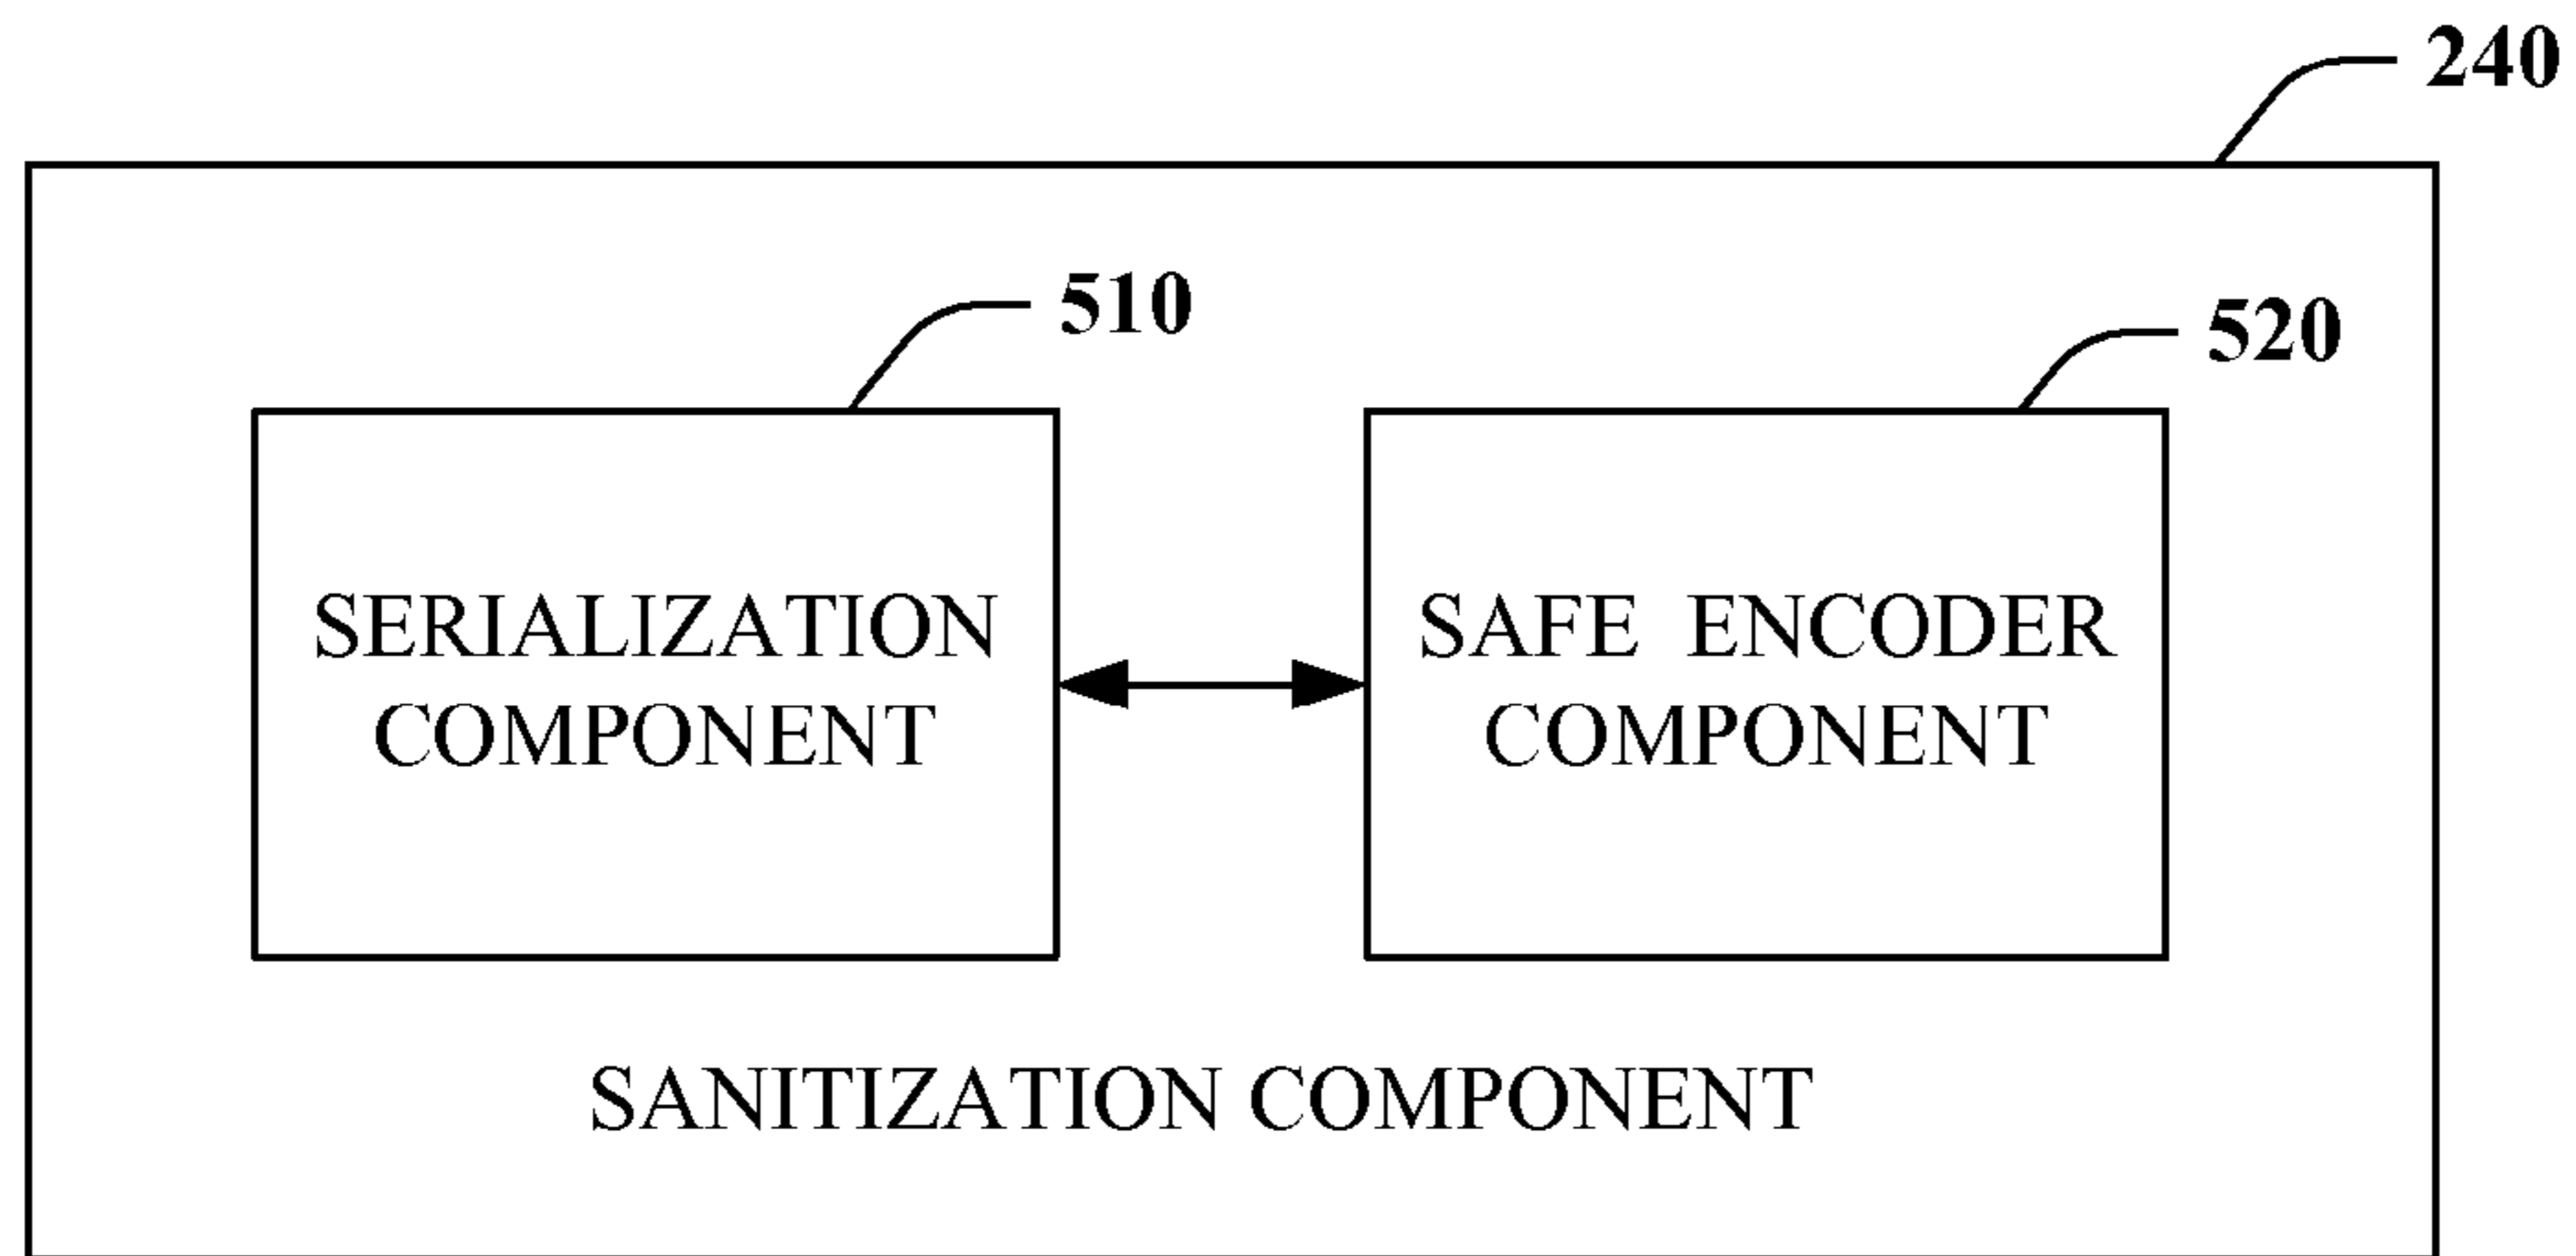 240
510
520
SERIALIZATION
COMPONENT
SAFE ENCODER
COMPONENT
SANITIZATION COMPONENT